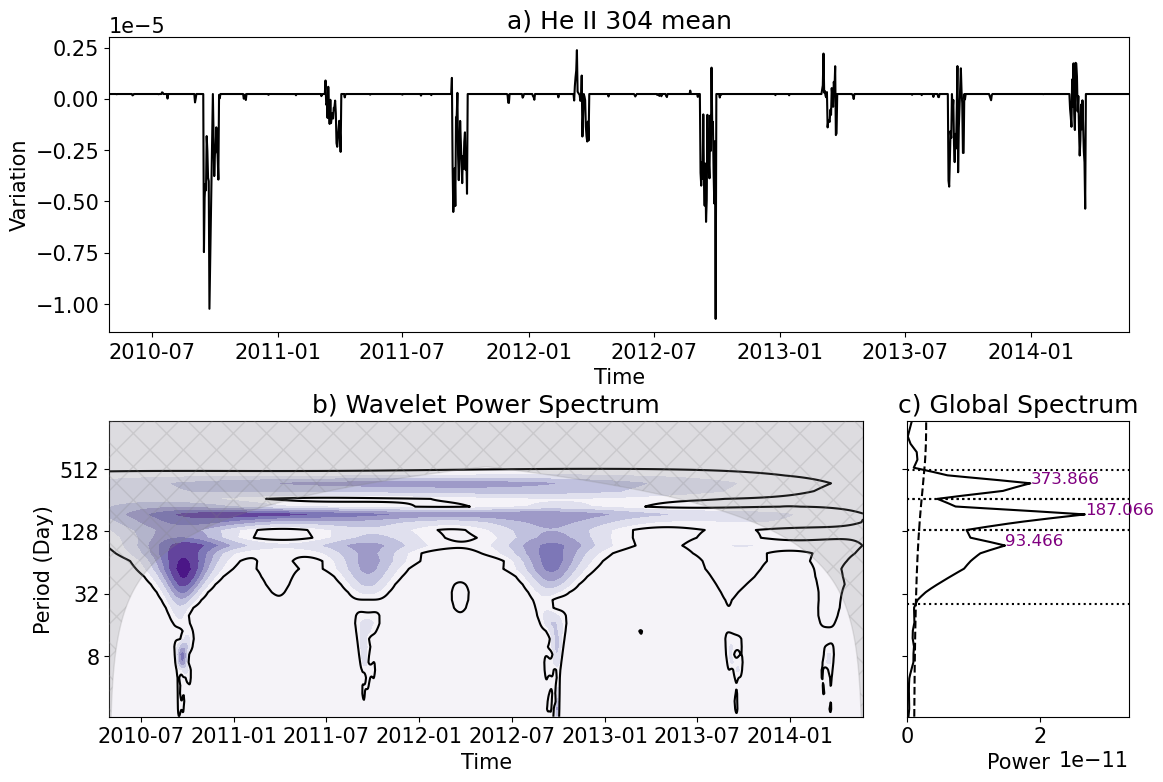 a) He II 304 mean
1e−5
0.25
0.00
−0.25
−0.50
−0.75
−1.00
Variation
2010-07 2011-01 2011-07 2012-01 2012-07 2013-01 2013-07 2014-01
Time
b) Wavelet Power Spectrum
512
128
32
8
Period (Day)
2010-07 2011-01 2011-07 2012-01 2012-07 2013-01 2013-07 2014-01
Time
c) Global Spectrum
373.866
187.066
93.466
0 2
Power 1e−11